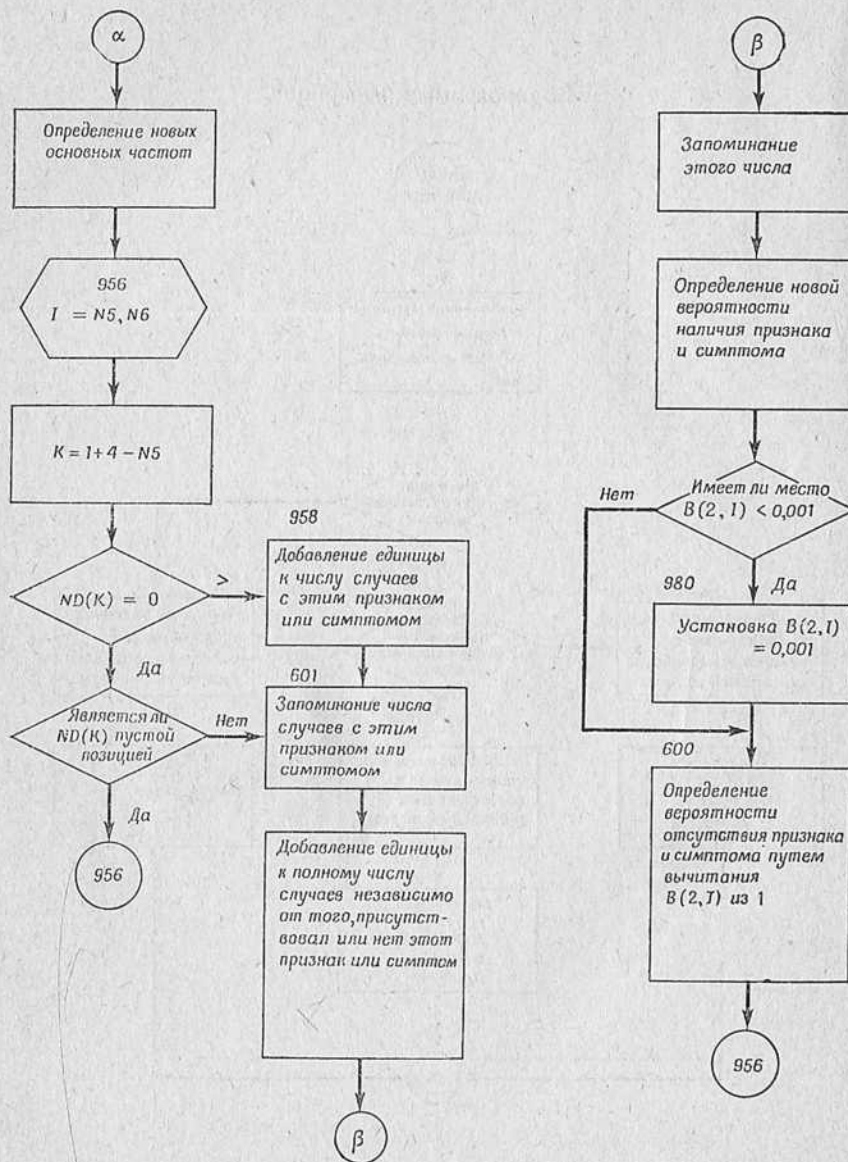 α
Определение новых
основных частот
956
I = N5, N6
K = 1+4 – N5
ND(K) = 0
>
Да
Является ли
ND(K) пустой
позицией
Нет
Да
956
958
Добавление единицы
к числу случаев
с этим признаком
или симптомом
601
Запоминание числа
случаев с этим
признаком или
симптомом
Добавление единицы
к полному числу
случаев независимо
от того, присутст-
вовал или нет этот
признак или симптом
β
β
Запоминание
этого числа
Определение новой
вероятности
наличия признака
и симптома
Имеет ли место
B(2, I) < 0,001
Нет
Да
980
Установка B(2, I)
= 0,001
600
Определение
вероятности
отсутствия признака
и симптома путем
вычитания
B(2, I) из 1
956